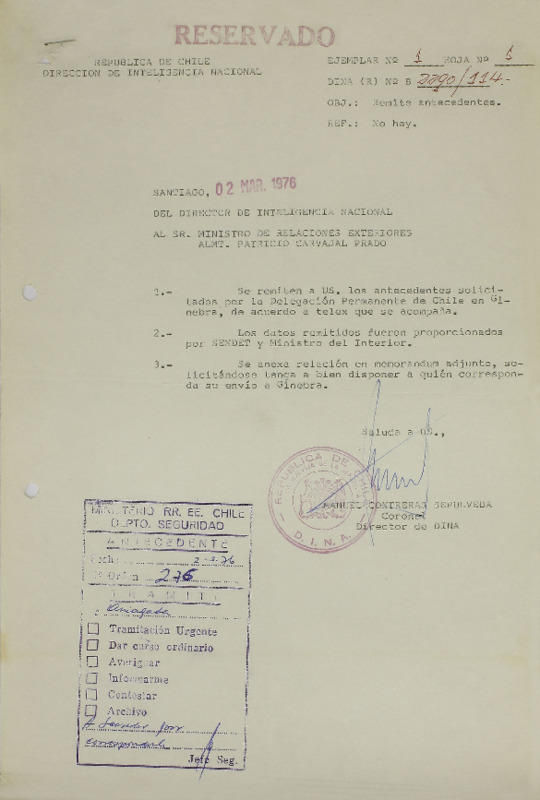 RESERVADO
REPUBLICA DE CHILE
DIRECCION DE INTELIGENCIA NACIONAL
EJEMPLAR Nº 1 HOJA Nº 1
DINA (R) Nº B 2290/114.-
OBJ.: Remite antecedentes.
REF.: No hay.
SANTIAGO, 02 MAR. 1976
DEL DIRECTOR DE INTELIGENCIA NACIONAL
AL SR. MINISTRO DE RELACIONES EXTERIORES
ALMT. PATRICIO CARVAJAL PRADO
1.- Se remiten a US. los antecedentes solici-
tados por la Delegación Permanente de Chile en Gi-
nebra, de acuerdo a telex que se acompaña.
2.- Los datos remitidos fueron proporcionados
por SENDET y Ministro del Interior.
3.- Se anexa relación en memorandum adjunto, so-
licitándose tenga a bien disponer a quién correspon-
da su envío a Ginebra.
Saluda a US.,
REPUBLICA DE CHILE
D.I.N.A.
MANUEL CONTRERAS SEPULVEDA
Coronel
Director de DINA
MINISTERIO RR. EE. CHILE
DEPTO. SEGURIDAD
ANTECEDENTE
Fecha
Nº Orden 276
TRAMITE
Tramitación Urgente
Dar curso ordinario
Averiguar
Informarme
Contestar
Archivo
Jefe Seg.